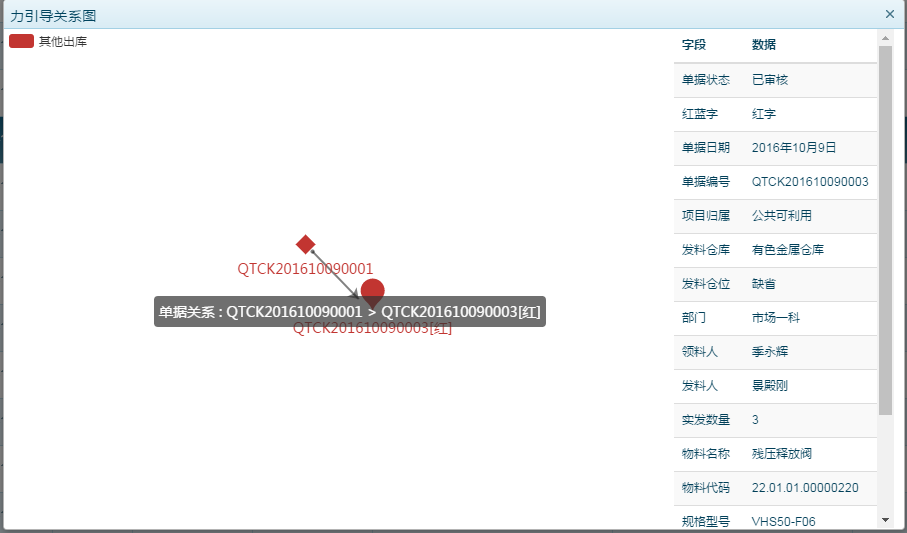 力引导关系图
其他出库
QTCK201610090001
单据关系 : QTCK201610090001 > QTCK201610090003[红]
QTCK201610090003[红]
字段 数据
单据状态 已审核
红蓝字 红字
单据日期 2016年10月9日
单据编号 QTCK201610090003
项目归属 公共可利用
发料仓库 有色金属仓库
发料仓位 缺省
部门 市场一科
领料人 季永辉
发料人 景殿刚
实发数量 3
物料名称 残压释放阀
物料代码 22.01.01.00000220
规格型号 VHS50-F06